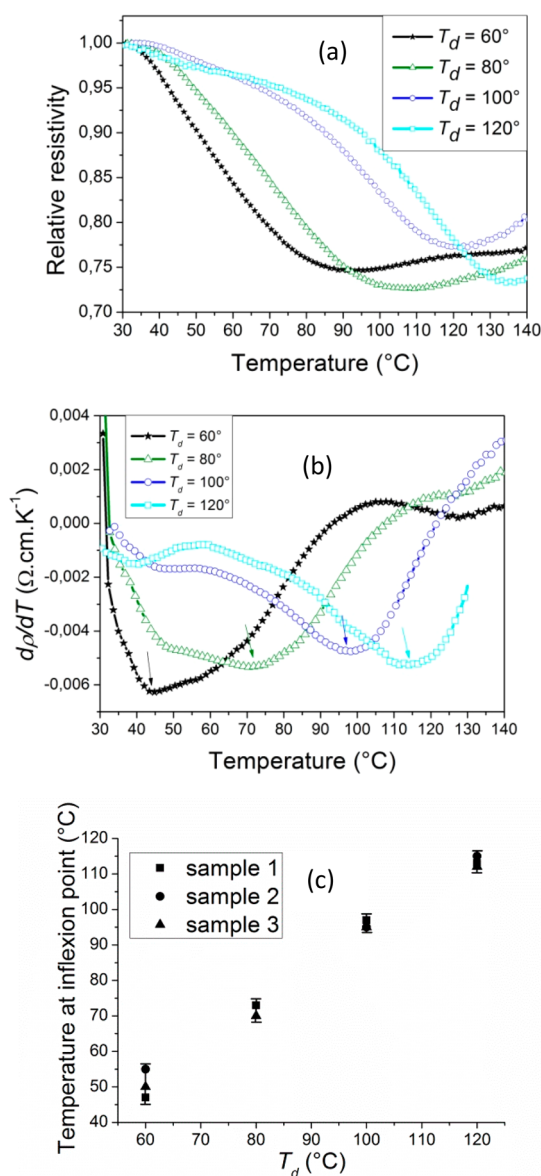 (a)
T_d = 60°
T_d = 80°
T_d = 100°
T_d = 120°
1,00
0,95
0,90
0,85
0,80
0,75
0,70
Relative resistivity
30 40 50 60 70 80 90 100 110 120 130 140
Temperature (°C)
(b)
T_d = 60°
T_d = 80°
T_d = 100°
T_d = 120°
0,004
0,002
0,000
-0,002
-0,004
-0,006
dρ/dT (Ω.cm.K⁻¹)
30 40 50 60 70 80 90 100 110 120 130 140
Temperature (°C)
(c)
sample 1
sample 2
sample 3
120
110
100
90
80
70
60
50
40
Temperature at inflexion point (°C)
60 70 80 90 100 110 120
T_d (°C)